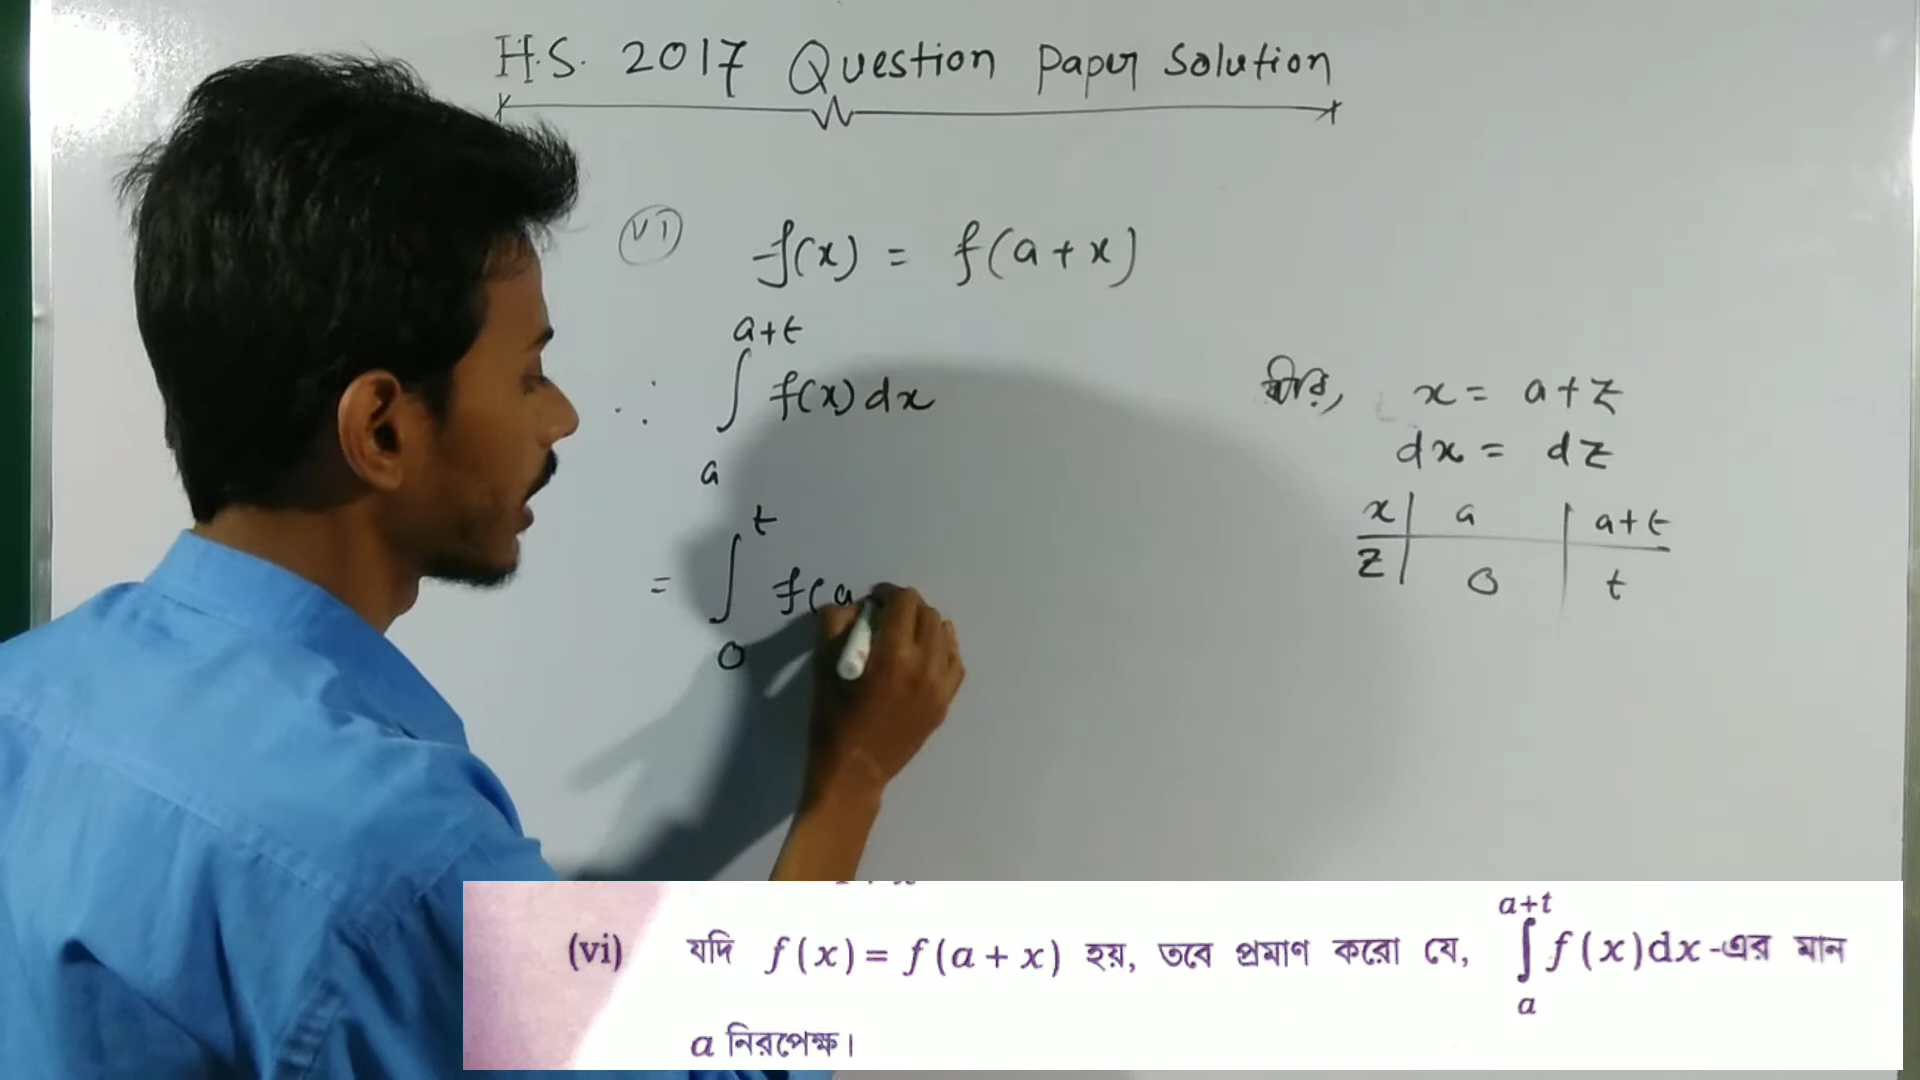 H.S. 2017 Question Paper Solution
(vi) f(x) = f(a+x)
a+t
∴ ∫ f(x) dx
a
t
= ∫ f(a
0
ধরি, x = a+z
dx = dz
x | a | a+t
z | 0 | t
(vi) যদি f(x) = f(a + x) হয়, তবে প্রমাণ করো যে, ∫ₐᵃ⁺ᵗ f(x)dx-এর মান
a নিরপেক্ষ।